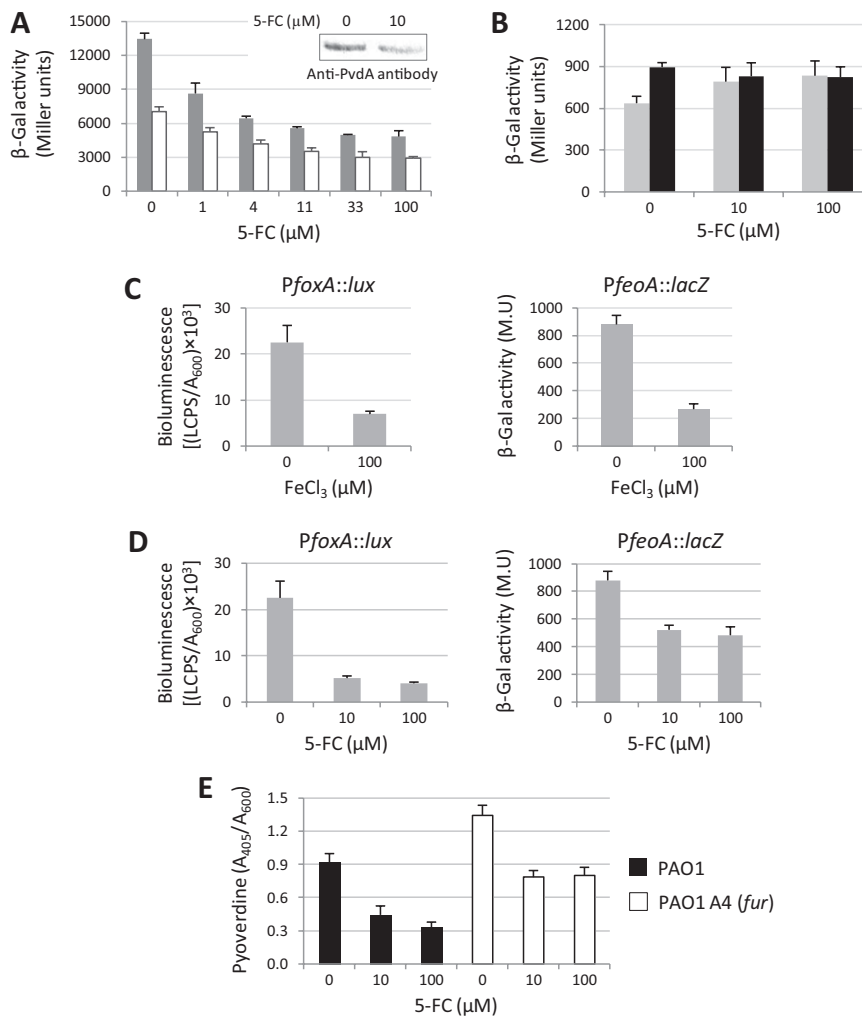 A
5-FC (µM) 0 10
Anti-PvdA antibody
β-Gal activity
(Miller units)
15000
12000
9000
6000
3000
0
0 1 4 11 33 100
5-FC (µM)
B
β-Gal activity
(Miller units)
1200
900
600
300
0
0 10 100
5-FC (µM)
C
PfoxA::lux
Bioluminescese
[(LCPS/A600)×10³]
30
20
10
0
0 100
FeCl₃ (µM)
PfeoA::lacZ
β-Gal activity (M.U)
1000
800
600
400
200
0
0 100
FeCl₃ (µM)
D
PfoxA::lux
Bioluminescese
[(LCPS/A600)×10³]
30
20
10
0
0 10 100
5-FC (µM)
PfeoA::lacZ
β-Gal activity (M.U)
1000
800
600
400
200
0
0 10 100
5-FC (µM)
E
Pyoverdine (A405/A600)
1.5
1.2
0.9
0.6
0.3
0.0
0 10 100 0 10 100
5-FC (µM)
PAO1
PAO1 A4 (fur)